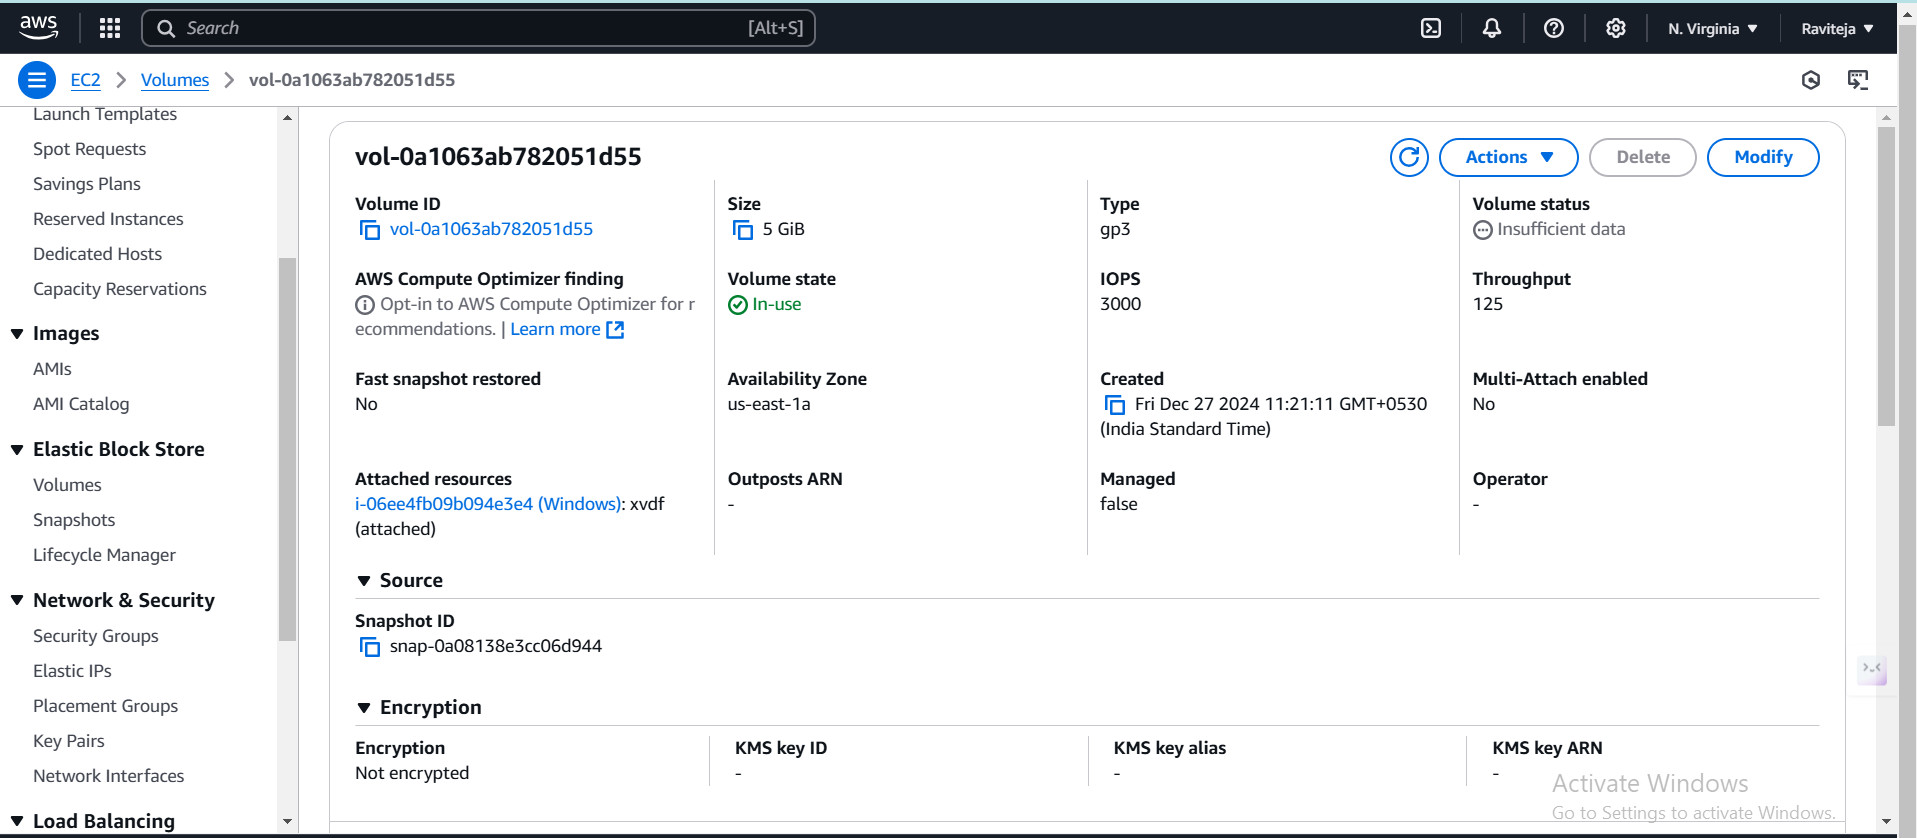 aws
Search
[Alt+S]
N. Virginia
Raviteja
EC2
Volumes
vol-0a1063ab782051d55
Launch Templates
Spot Requests
Savings Plans
Reserved Instances
Dedicated Hosts
Capacity Reservations
Images
AMIs
AMI Catalog
Elastic Block Store
Volumes
Snapshots
Lifecycle Manager
Network & Security
Security Groups
Elastic IPs
Placement Groups
Key Pairs
Network Interfaces
Load Balancing
vol-0a1063ab782051d55
Actions
Delete
Modify
Volume ID
vol-0a1063ab782051d55
Size
5 GiB
Type
gp3
Volume status
Insufficient data
AWS Compute Optimizer finding
Opt-in to AWS Compute Optimizer for r
ecommendations. | Learn more
Volume state
In-use
IOPS
3000
Throughput
125
Fast snapshot restored
No
Availability Zone
us-east-1a
Created
Fri Dec 27 2024 11:21:11 GMT+0530
(India Standard Time)
Multi-Attach enabled
No
Attached resources
i-06ee4fb09b094e3e4 (Windows): xvdf
(attached)
Outposts ARN
-
Managed
false
Operator
-
Source
Snapshot ID
snap-0a08138e3cc06d944
Encryption
Encryption
Not encrypted
KMS key ID
-
KMS key alias
-
KMS key ARN
-
Activate Windows
Go to Settings to activate Windows.